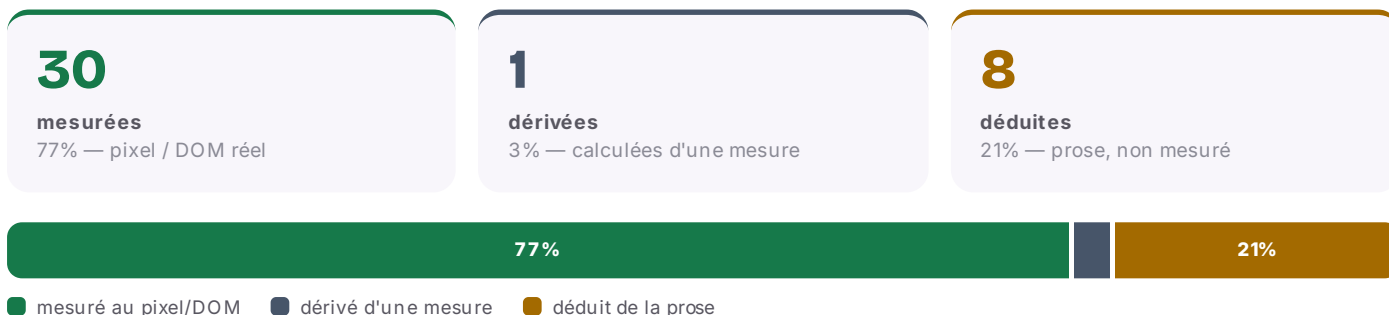 30
mesurées
77% — pixel / DOM réel
1
dérivées
3% — calculées d'une mesure
8
déduites
21% — prose, non mesuré
77%
21%
mesuré au pixel/DOM
dérivé d'une mesure
déduit de la prose